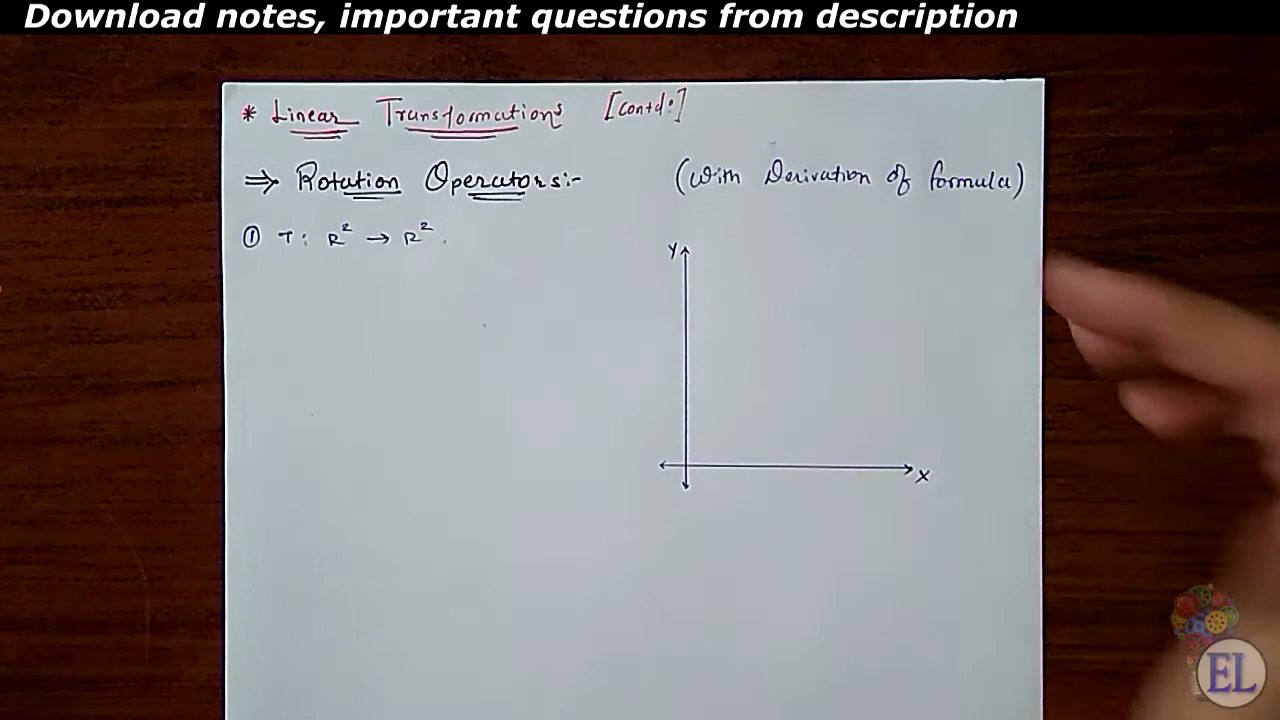 Download notes, important questions from description
* Linear Transformations [contd.]
⇒ Rotation Operators:- (With Derivation of formula)
① T: R² → R².
Y
X
EL